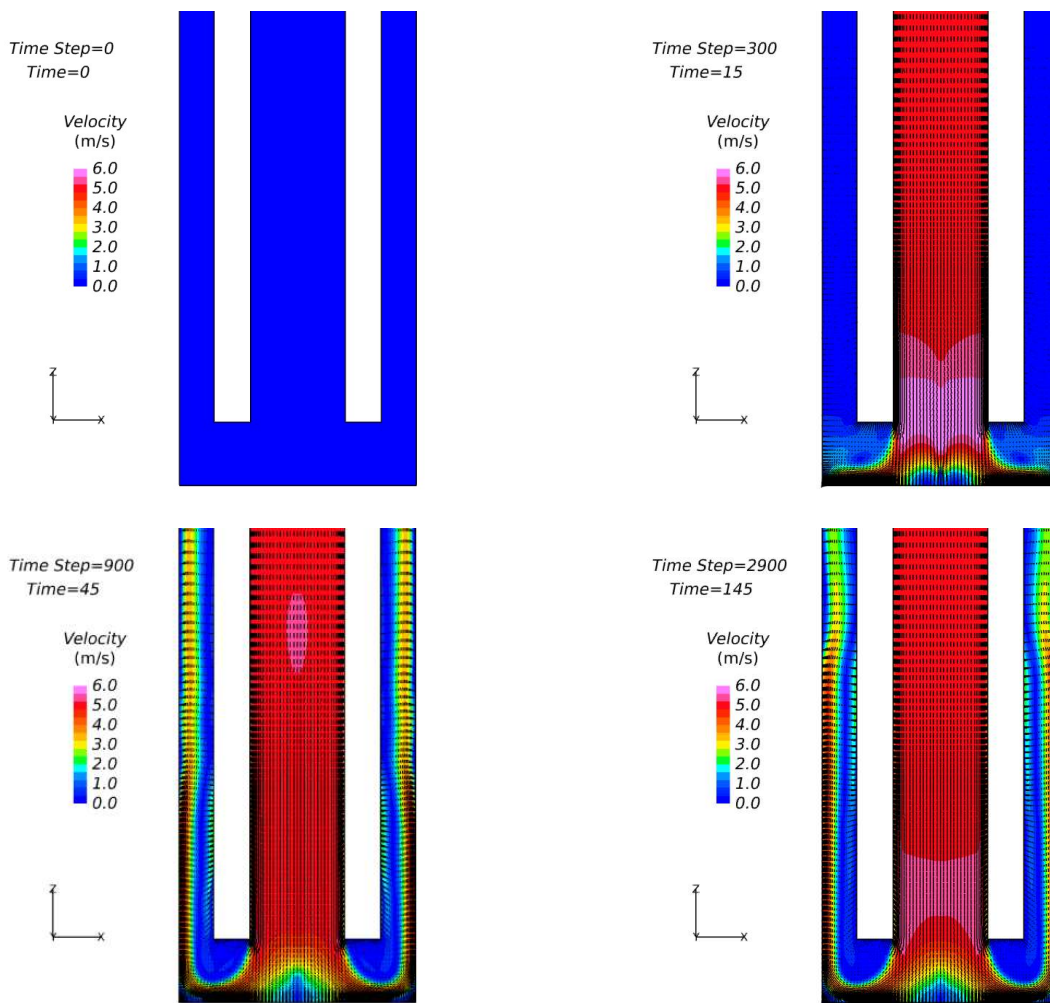 Time Step=0
Time=0
Velocity
(m/s)
6.0
5.0
4.0
3.0
2.0
1.0
0.0
Z
Y
X
Time Step=300
Time=15
Velocity
(m/s)
6.0
5.0
4.0
3.0
2.0
1.0
0.0
Z
Y
X
Time Step=900
Time=45
Velocity
(m/s)
6.0
5.0
4.0
3.0
2.0
1.0
0.0
Z
Y
X
Time Step=2900
Time=145
Velocity
(m/s)
6.0
5.0
4.0
3.0
2.0
1.0
0.0
Z
Y
X